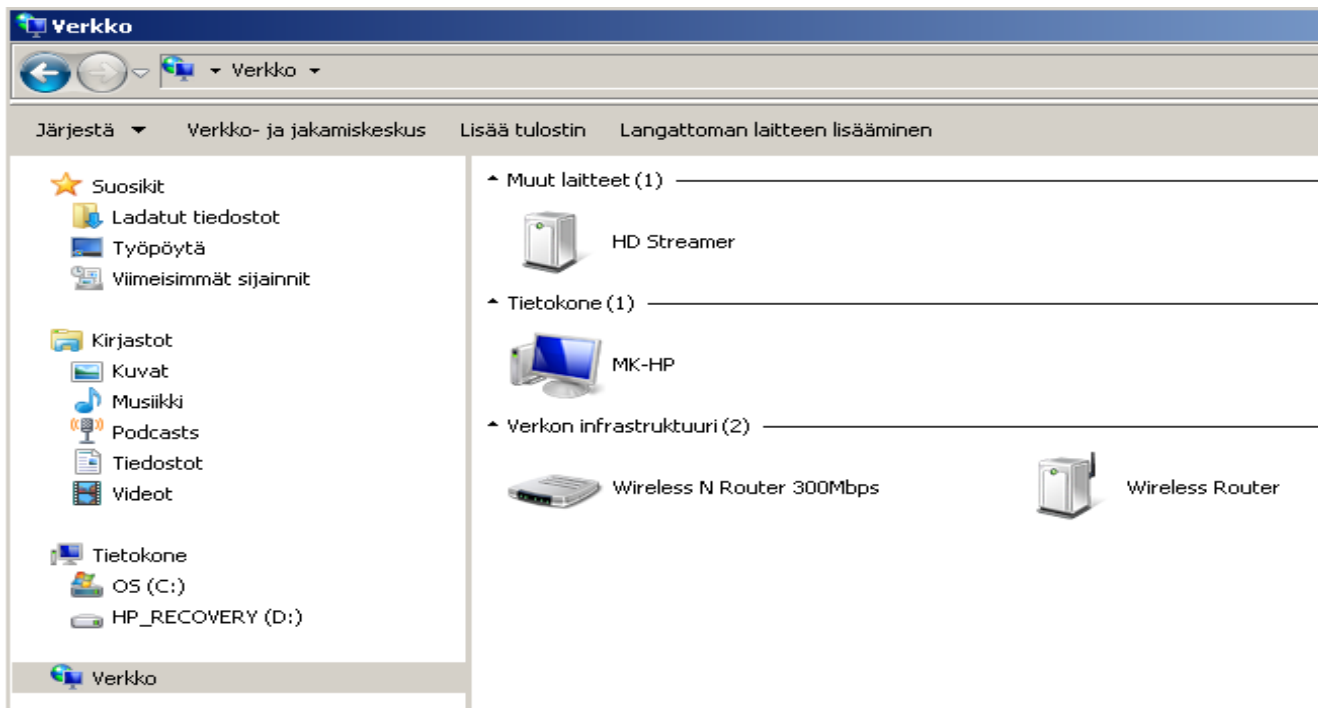 Verkko
Verkko
Järjestä Verkko- ja jakamiskeskus Lisää tulostin Langattoman laitteen lisääminen
Suosikit
Ladatut tiedostot
Työpöytä
Viimeisimmät sijainnit
Kirjastot
Kuvat
Musiikki
Podcasts
Tiedostot
Videot
Tietokone
OS (C:)
HP_RECOVERY (D:)
Verkko
Muut laitteet (1)
HD Streamer
Tietokone (1)
MK-HP
Verkon infrastruktuuri (2)
Wireless N Router 300Mbps Wireless Router